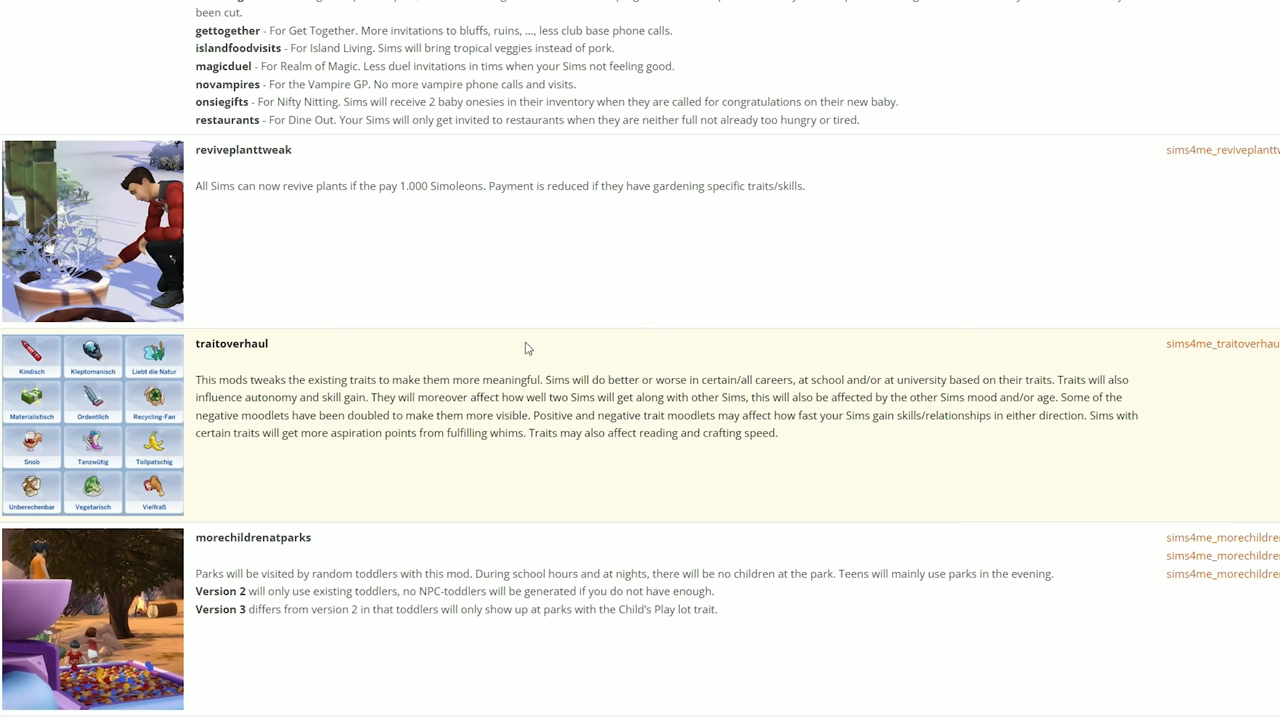 been cut.
gettogether - For Get Together. More invitations to bluffs, ruins, ..., less club base phone calls.
islandfoodvisits - For Island Living. Sims will bring tropical veggies instead of pork.
magicduel - For Realm of Magic. Less duel invitations in tims when your Sims not feeling good.
novampires - For the Vampire GP. No more vampire phone calls and visits.
onsiegifts - For Nifty Nitting. Sims will receive 2 baby onesies in their inventory when they are called for congratulations on their new baby.
restaurants - For Dine Out. Your Sims will only get invited to restaurants when they are neither full not already too hungry or tired.
reviveplanttweak
sims4me_reviveplanttw
All Sims can now revive plants if the pay 1.000 Simoleons. Payment is reduced if they have gardening specific traits/skills.
traitoverhaul
sims4me_traitoverhau
Kindisch Kleptomanisch Liebt die Natur
Materialistisch Ordentlich Recycling-Fan
Snob Tanzwütig Tollpatschig
Unberechenbar Vegetarisch Vielfraß
This mods tweaks the existing traits to make them more meaningful. Sims will do better or worse in certain/all careers, at school and/or at university based on their traits. Traits will also
influence autonomy and skill gain. They will moreover affect how well two Sims will get along with other Sims, this will also be affected by the other Sims mood and/or age. Some of the
negative moodlets have been doubled to make them more visible. Positive and negative trait moodlets may affect how fast your Sims gain skills/relationships in either direction. Sims with
certain traits will get more aspiration points from fulfilling whims. Traits may also affect reading and crafting speed.
morechildrenatparks
sims4me_morechildre
sims4me_morechildre
sims4me_morechildre
Parks will be visited by random toddlers with this mod. During school hours and at nights, there will be no children at the park. Teens will mainly use parks in the evening.
Version 2 will only use existing toddlers, no NPC-toddlers will be generated if you do not have enough.
Version 3 differs from version 2 in that toddlers will only show up at parks with the Child's Play lot trait.